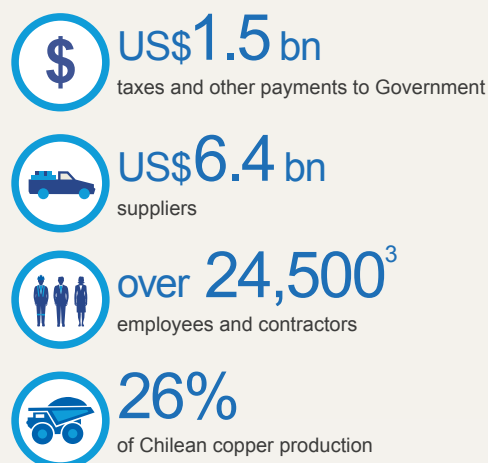 $
US$1.5 bn
taxes and other payments to Government
US$6.4 bn
suppliers
over 24,500³
employees and contractors
26%
of Chilean copper production